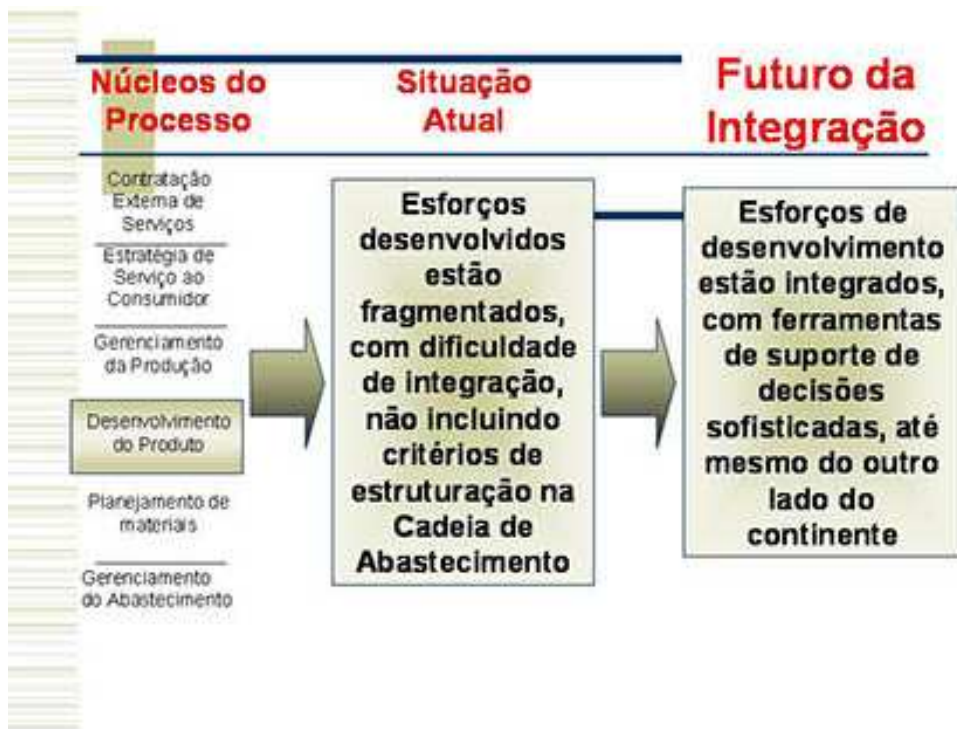 Núcleos do
Processo
Situação
Atual
Futuro da
Integração
Contratação
Externa de
Serviços
Estratégia de
Serviço ao
Consumidor
Gerenciamento
da Produção
Desenvolvimento
do Produto
Planejamento de
materiais
Gerenciamento
do Abastecimento
Esforços
desenvolvidos
estão
fragmentados,
com dificuldade
de integração,
não incluindo
critérios de
estruturação na
Cadeia de
Abastecimento
Esforços de
desenvolvimento
estão integrados,
com ferramentas
de suporte de
decisões
sofisticadas, até
mesmo do outro
lado do
continente